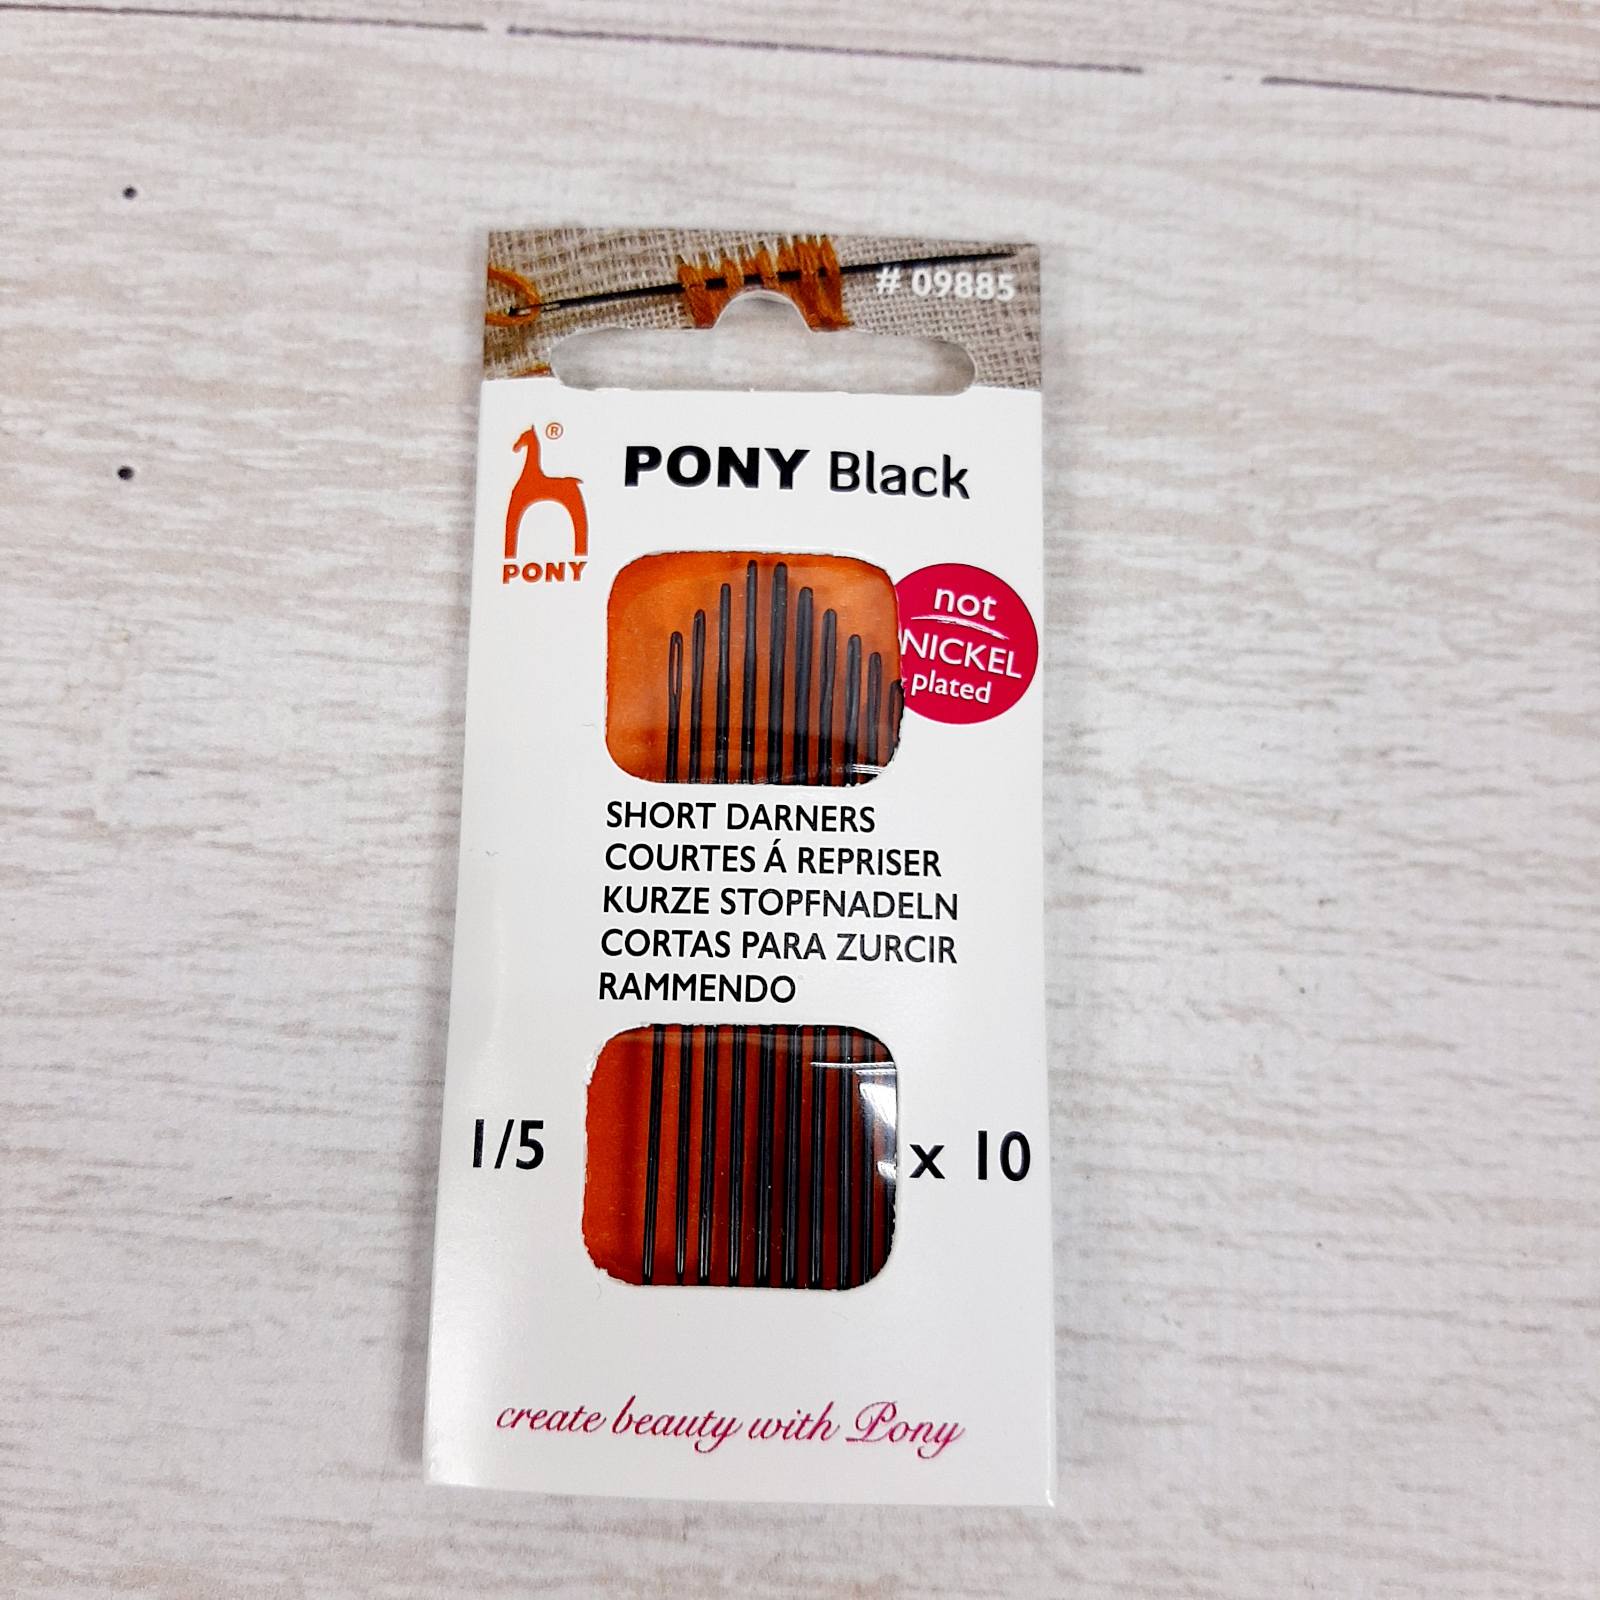 # 09885
®
PONY
PONY Black
not
NICKEL
plated
SHORT DARNERS
COURTES Á REPRISER
KURZE STOPFNADELN
CORTAS PARA ZURCIR
RAMMENDO
1/5
x 10
create beauty with Pony